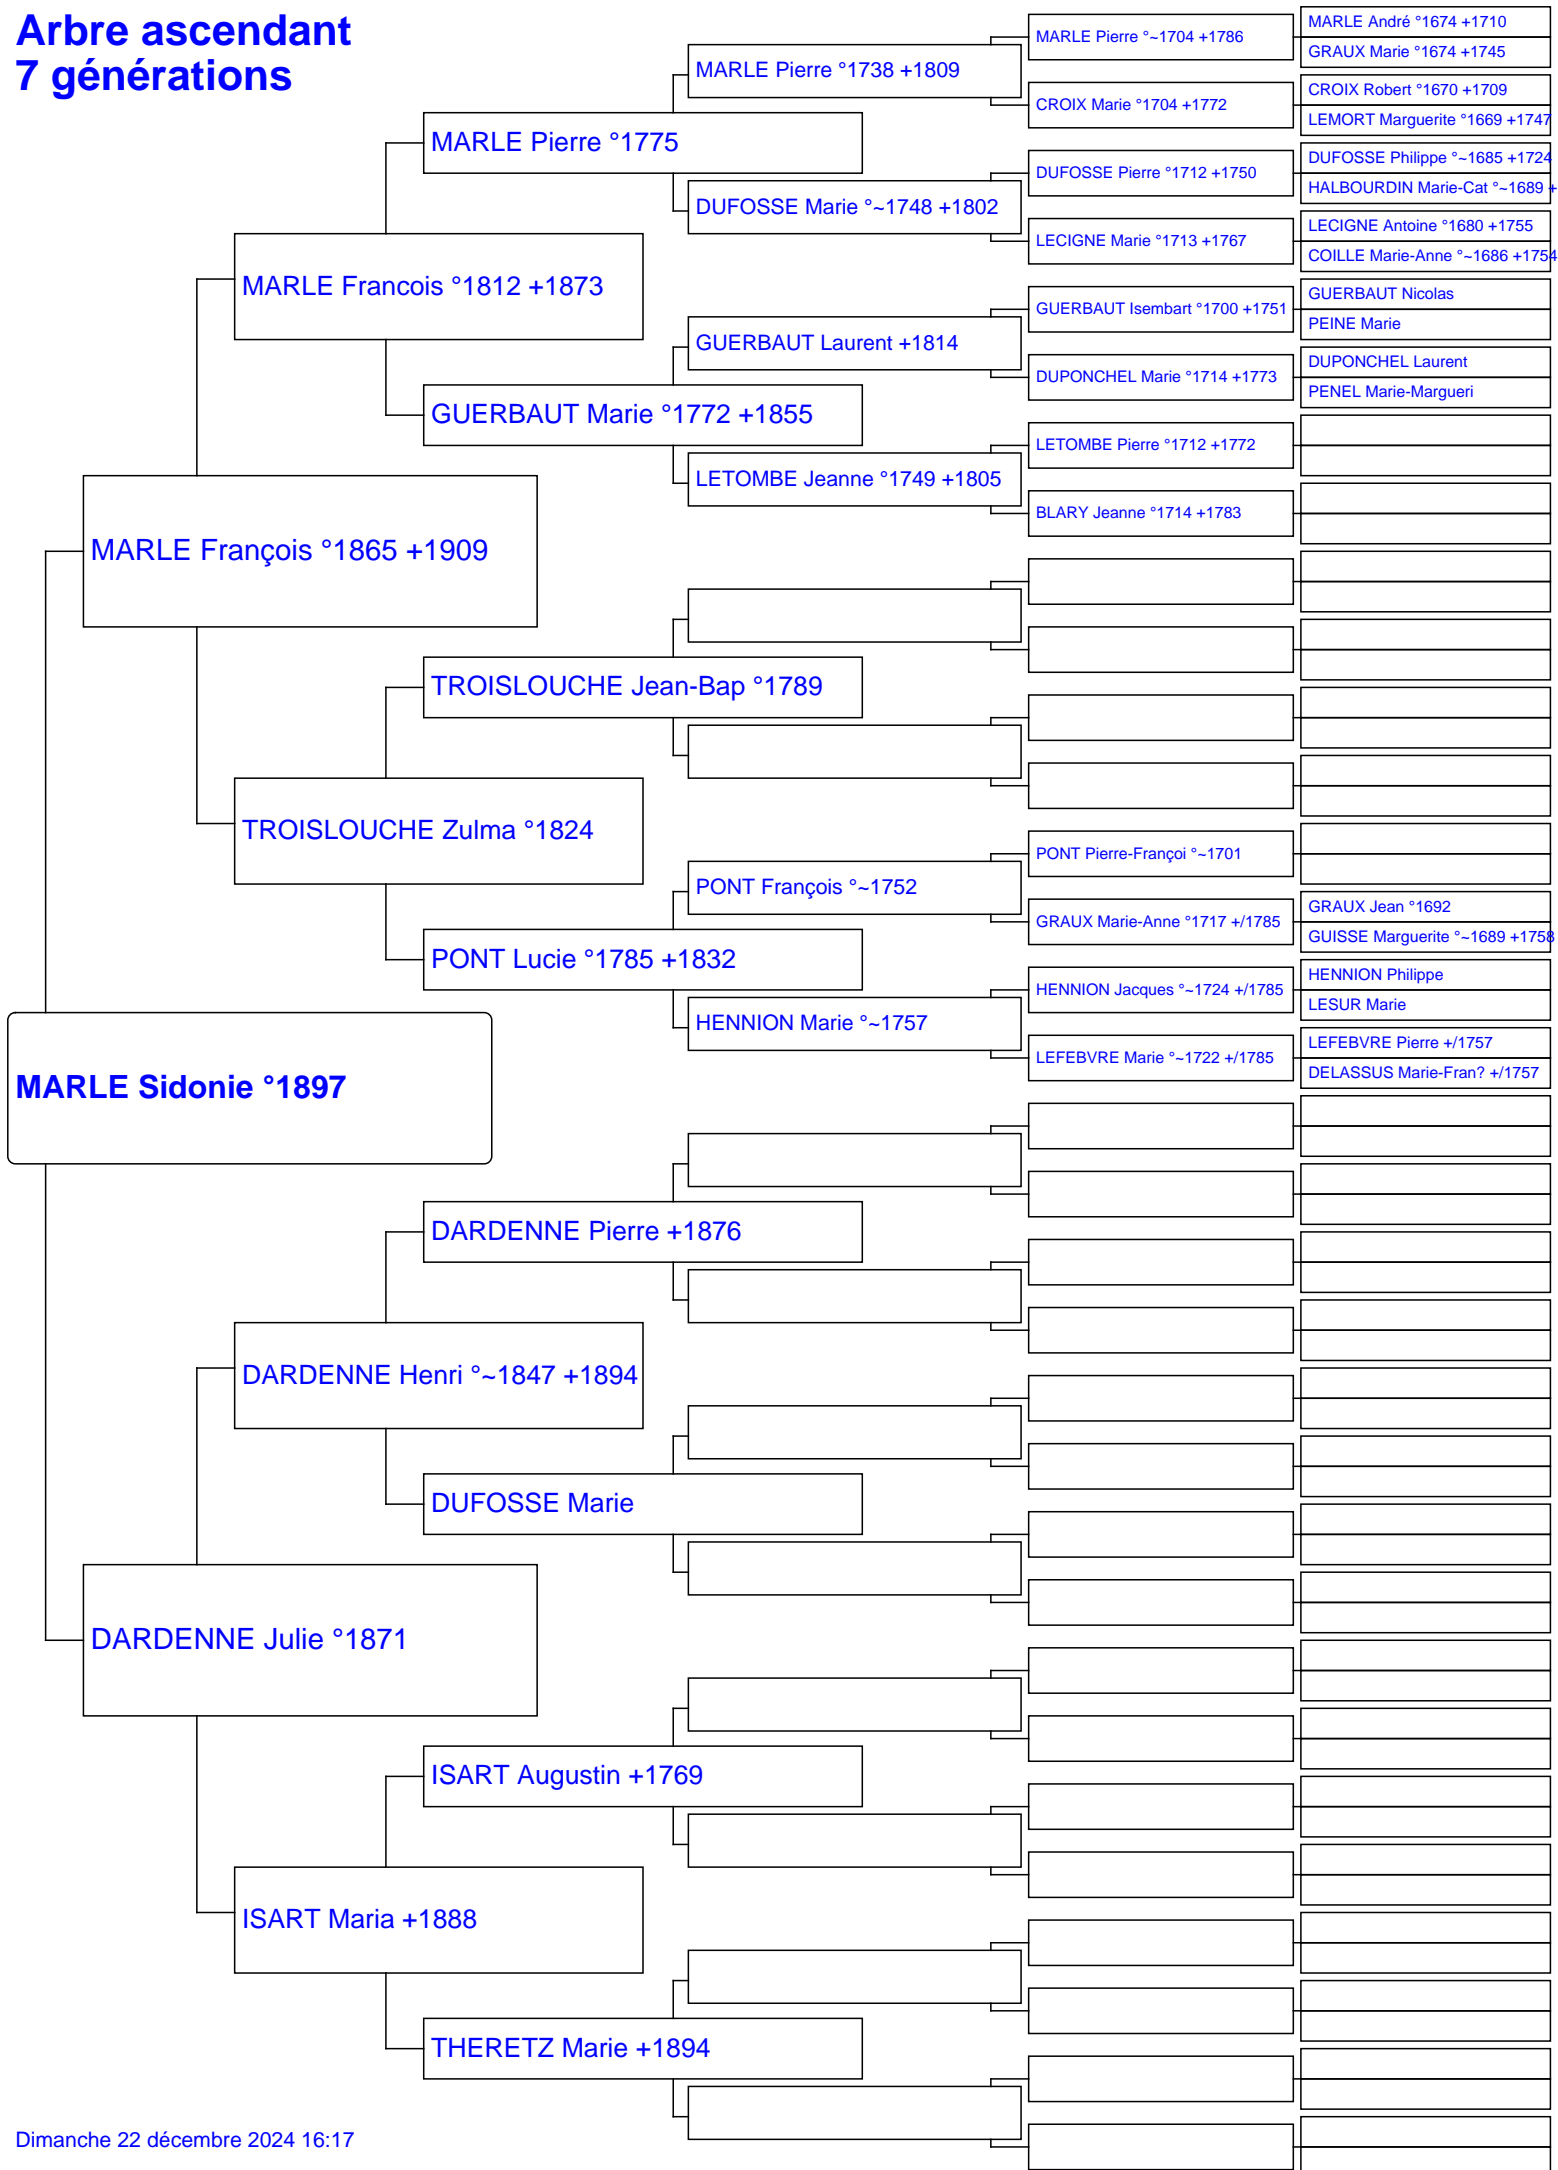 Arbre ascendant
7 générations
MARLE Sidonie °1897
MARLE François °1865 +1909
DARDENNE Julie °1871
MARLE Francois °1812 +1873
TROISLOUCHE Zulma °1824
DARDENNE Henri °~1847 +1894
ISART Maria +1888
MARLE Pierre °1775
GUERBAUT Marie °1772 +1855
TROISLOUCHE Jean-Bap °1789
PONT Lucie °1785 +1832
DARDENNE Pierre +1876
DUFOSSE Marie
ISART Augustin +1769
THERETZ Marie +1894
MARLE Pierre °1738 +1809
DUFOSSE Marie °~1748 +1802
GUERBAUT Laurent +1814
LETOMBE Jeanne °1749 +1805
PONT François °~1752
HENNION Marie °~1757
MARLE Pierre °~1704 +1786
CROIX Marie °1704 +1772
DUFOSSE Pierre °1712 +1750
LECIGNE Marie °1713 +1767
GUERBAUT Isembart °1700 +1751
DUPONCHEL Marie °1714 +1773
LETOMBE Pierre °1712 +1772
BLARY Jeanne °1714 +1783
PONT Pierre-Françoi °~1701
GRAUX Marie-Anne °1717 +/1785
HENNION Jacques °~1724 +/1785
LEFEBVRE Marie °~1722 +/1785
MARLE André °1674 +1710
GRAUX Marie °1674 +1745
CROIX Robert °1670 +1709
LEMORT Marguerite °1669 +1747
DUFOSSE Philippe °~1685 +1724
HALBOURDIN Marie-Cat °~1689 +
LECIGNE Antoine °1680 +1755
COILLE Marie-Anne °~1686 +1754
GUERBAUT Nicolas
PEINE Marie
DUPONCHEL Laurent
PENEL Marie-Margueri
GRAUX Jean °1692
GUISSE Marguerite °~1689 +1758
HENNION Philippe
LESUR Marie
LEFEBVRE Pierre +/1757
DELASSUS Marie-Fran? +/1757
Dimanche 22 décembre 2024 16:17